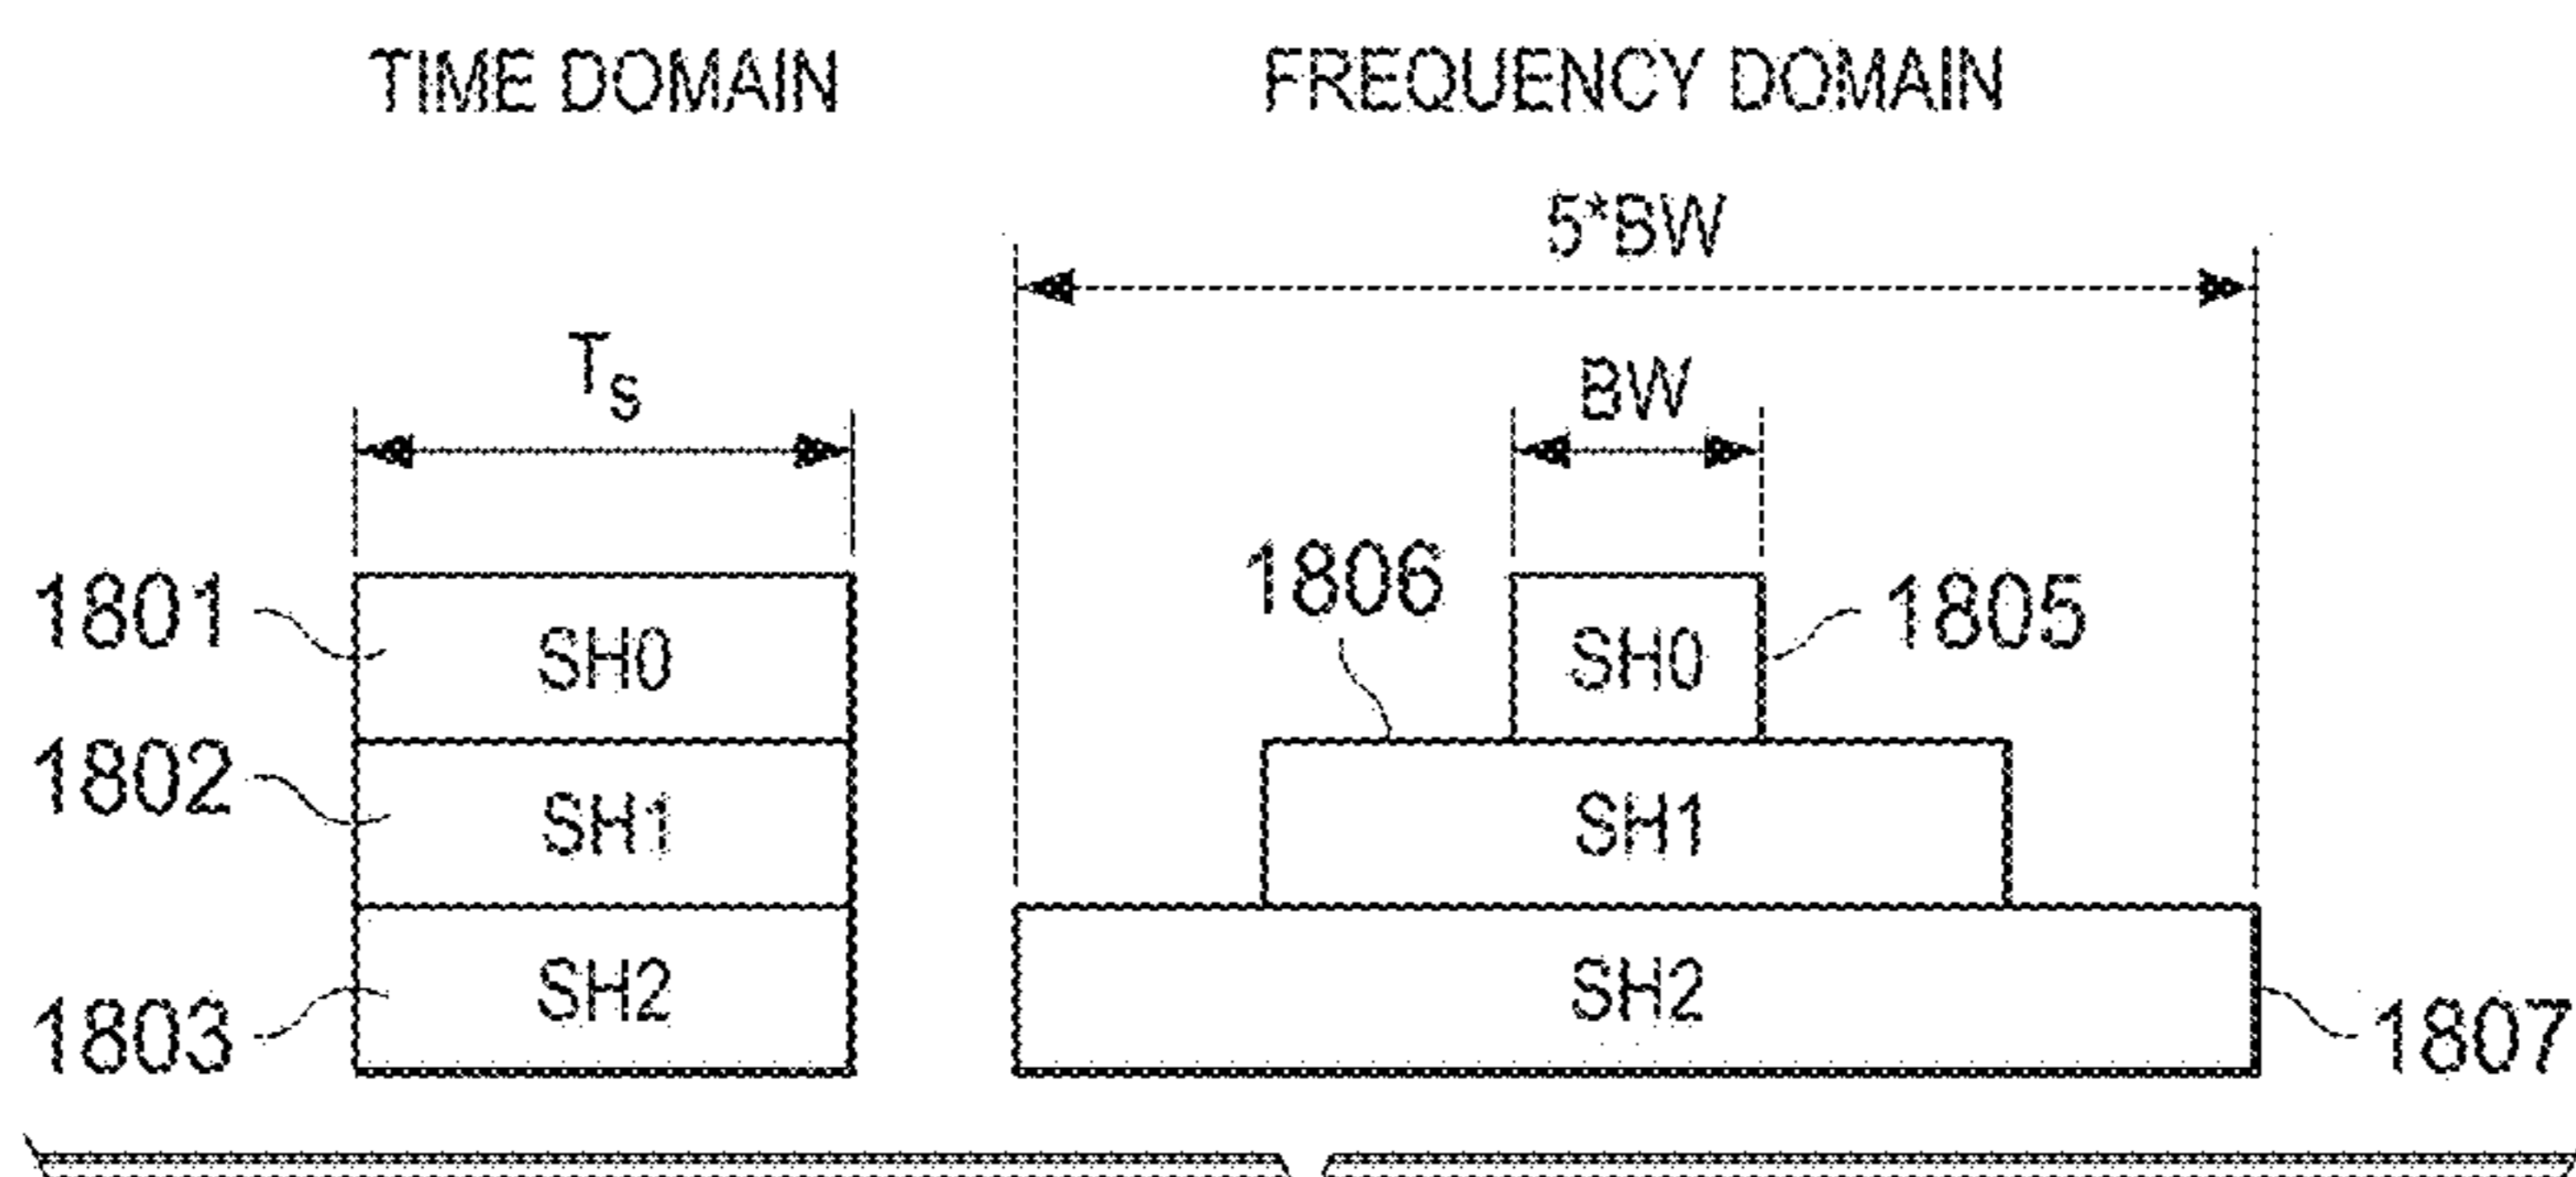 TIME DOMAIN
FREQUENCY DOMAIN
5*BW
Ts
BW
1806
1801
SH0
SH0
1805
1802
SH1
SH1
1803
SH2
SH2
1807